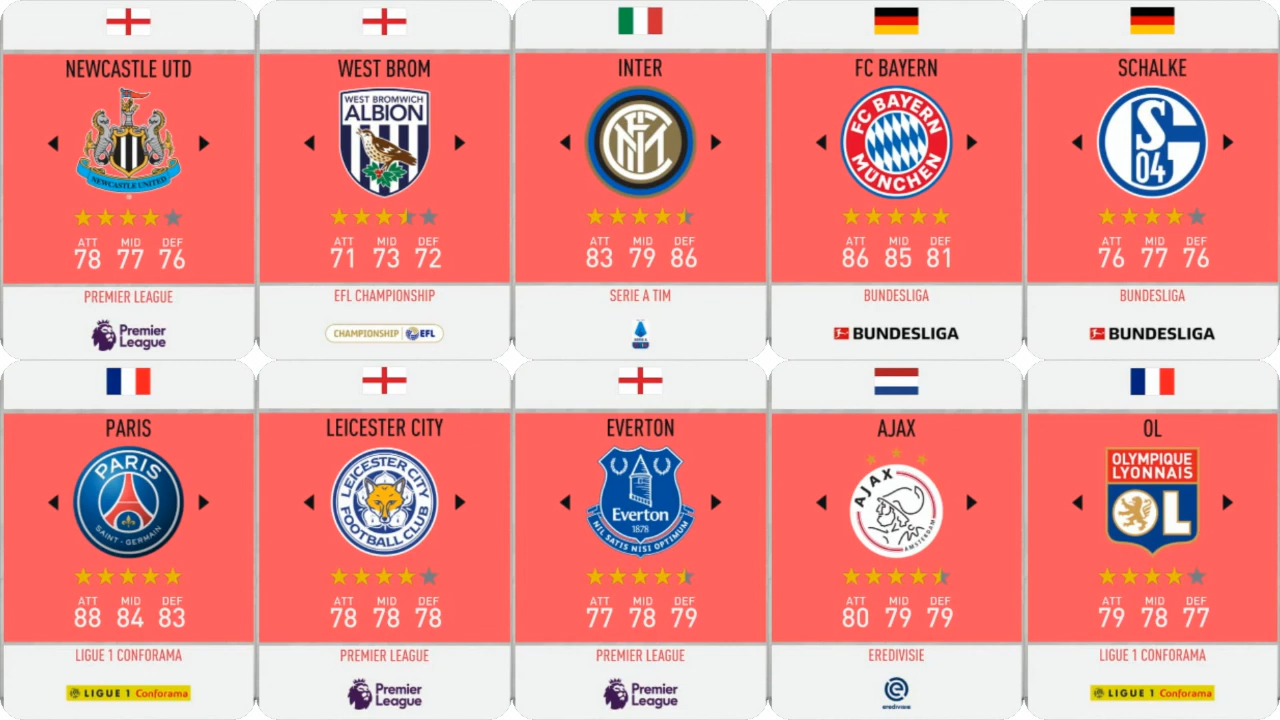 NEWCASTLE UTD
NEWCASTLE UNITED
ATT MID DEF
78 77 76
PREMIER LEAGUE
Premier
League
WEST BROM
WEST BROMWICH
ALBION
ATT MID DEF
71 73 72
EFL CHAMPIONSHIP
CHAMPIONSHIP EFL
INTER
ATT MID DEF
83 79 86
SERIE A TIM
FC BAYERN
FC BAYERN
MÜNCHEN
ATT MID DEF
86 85 81
BUNDESLIGA
BUNDESLIGA
SCHALKE
S
04
ATT MID DEF
76 77 76
BUNDESLIGA
BUNDESLIGA
PARIS
PARIS
SAINT-GERMAIN
ATT MID DEF
88 84 83
LIGUE 1 CONFORAMA
LIGUE 1 Conforama
LEICESTER CITY
LEICESTER CITY
FOOTBALL CLUB
ATT MID DEF
78 78 78
PREMIER LEAGUE
Premier
League
EVERTON
Everton
1878
NIL SATIS NISI OPTIMUM
ATT MID DEF
77 78 79
PREMIER LEAGUE
Premier
League
AJAX
AJAX
AMSTERDAM
ATT MID DEF
80 79 79
EREDIVISIE
eredivisie
OL
OLYMPIQUE
LYONNAIS
OL
ATT MID DEF
79 78 77
LIGUE 1 CONFORAMA
LIGUE 1 Conforama